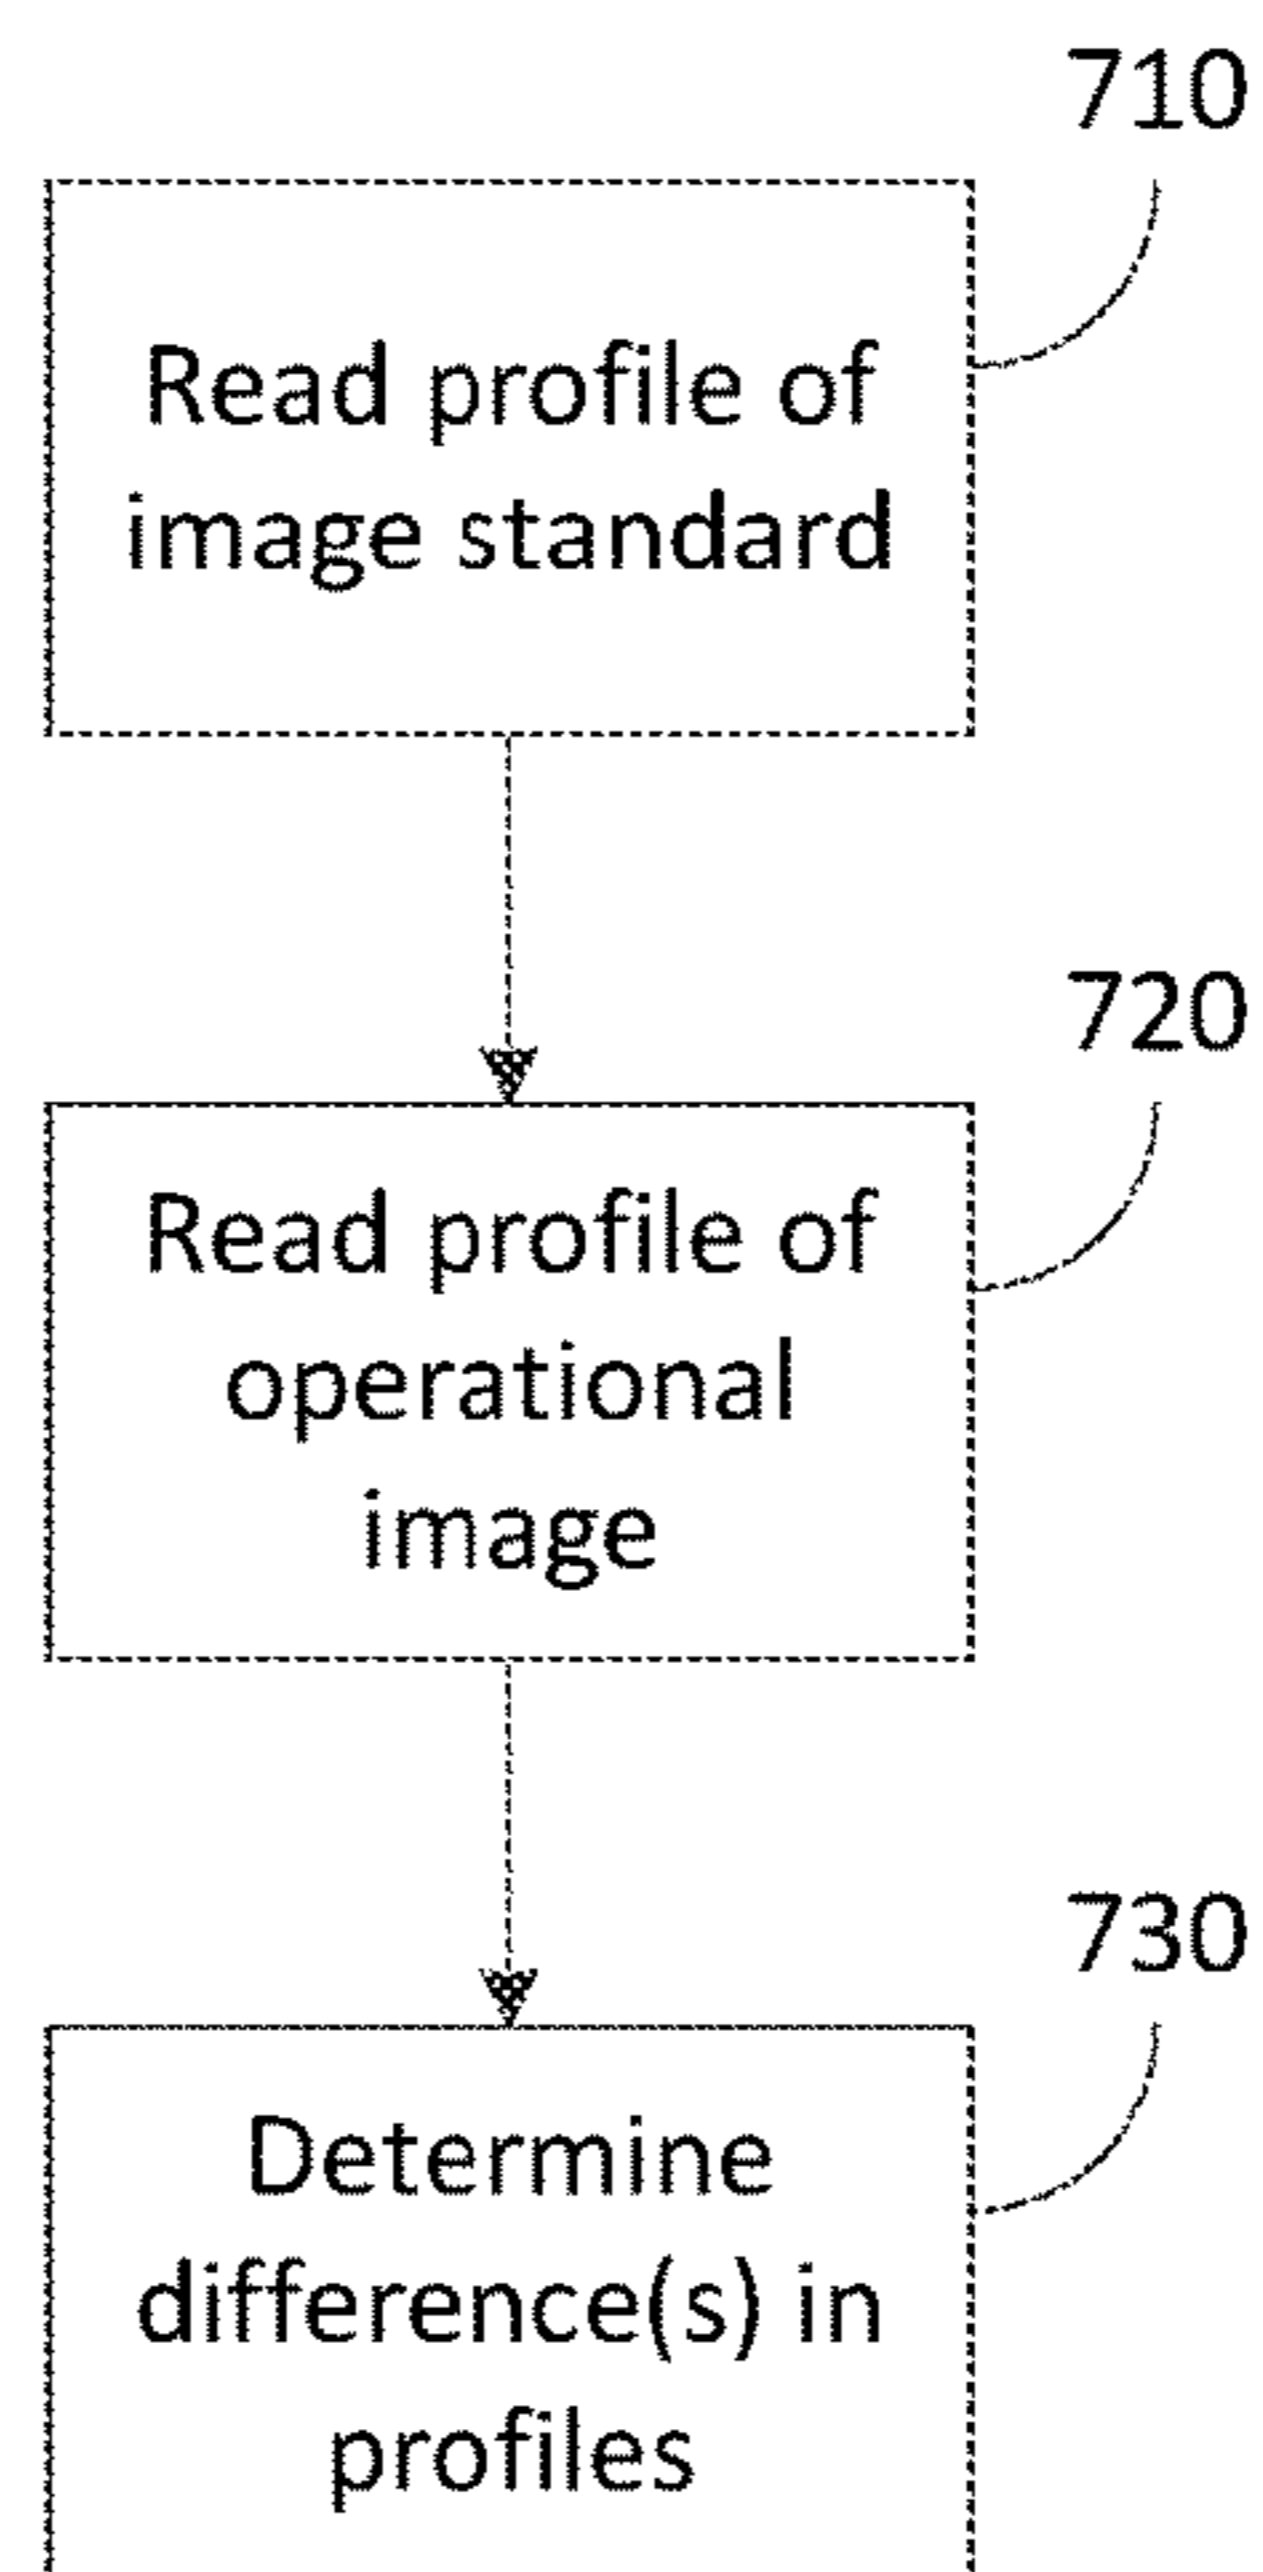 710
Read profile of
image standard
720
Read profile of
operational
image
730
Determine
difference(s) in
profiles